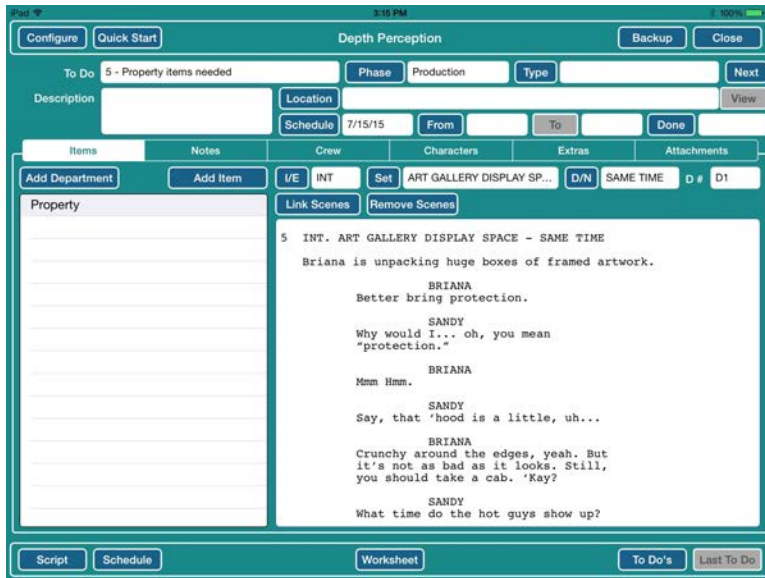 iPad 3:15 PM 100%
Configure Quick Start Depth Perception Backup Close
To Do 5 - Property items needed Phase Production Type Next
Description Location View
Schedule 7/15/15 From To Done
Items Notes Crew Characters Extras Attachments
Add Department Add Item I/E INT Set ART GALLERY DISPLAY SP... D/N SAME TIME D # D1
Property Link Scenes Remove Scenes
5 INT. ART GALLERY DISPLAY SPACE - SAME TIME
Briana is unpacking huge boxes of framed artwork.
BRIANA
Better bring protection.
SANDY
Why would I... oh, you mean
"protection."
BRIANA
Mmm Hmm.
SANDY
Say, that 'hood is a little, uh...
BRIANA
Crunchy around the edges, yeah. But
it's not as bad as it looks. Still,
you should take a cab. 'Kay?
SANDY
What time do the hot guys show up?
Script Schedule Worksheet To Do's Last To Do